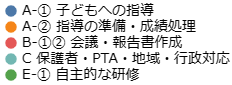 A-① 子どもへの指導
A-② 指導の準備・成績処理
B-①② 会議・報告書作成
C 保護者・PTA・地域・行政対応
E-① 自主的な研修